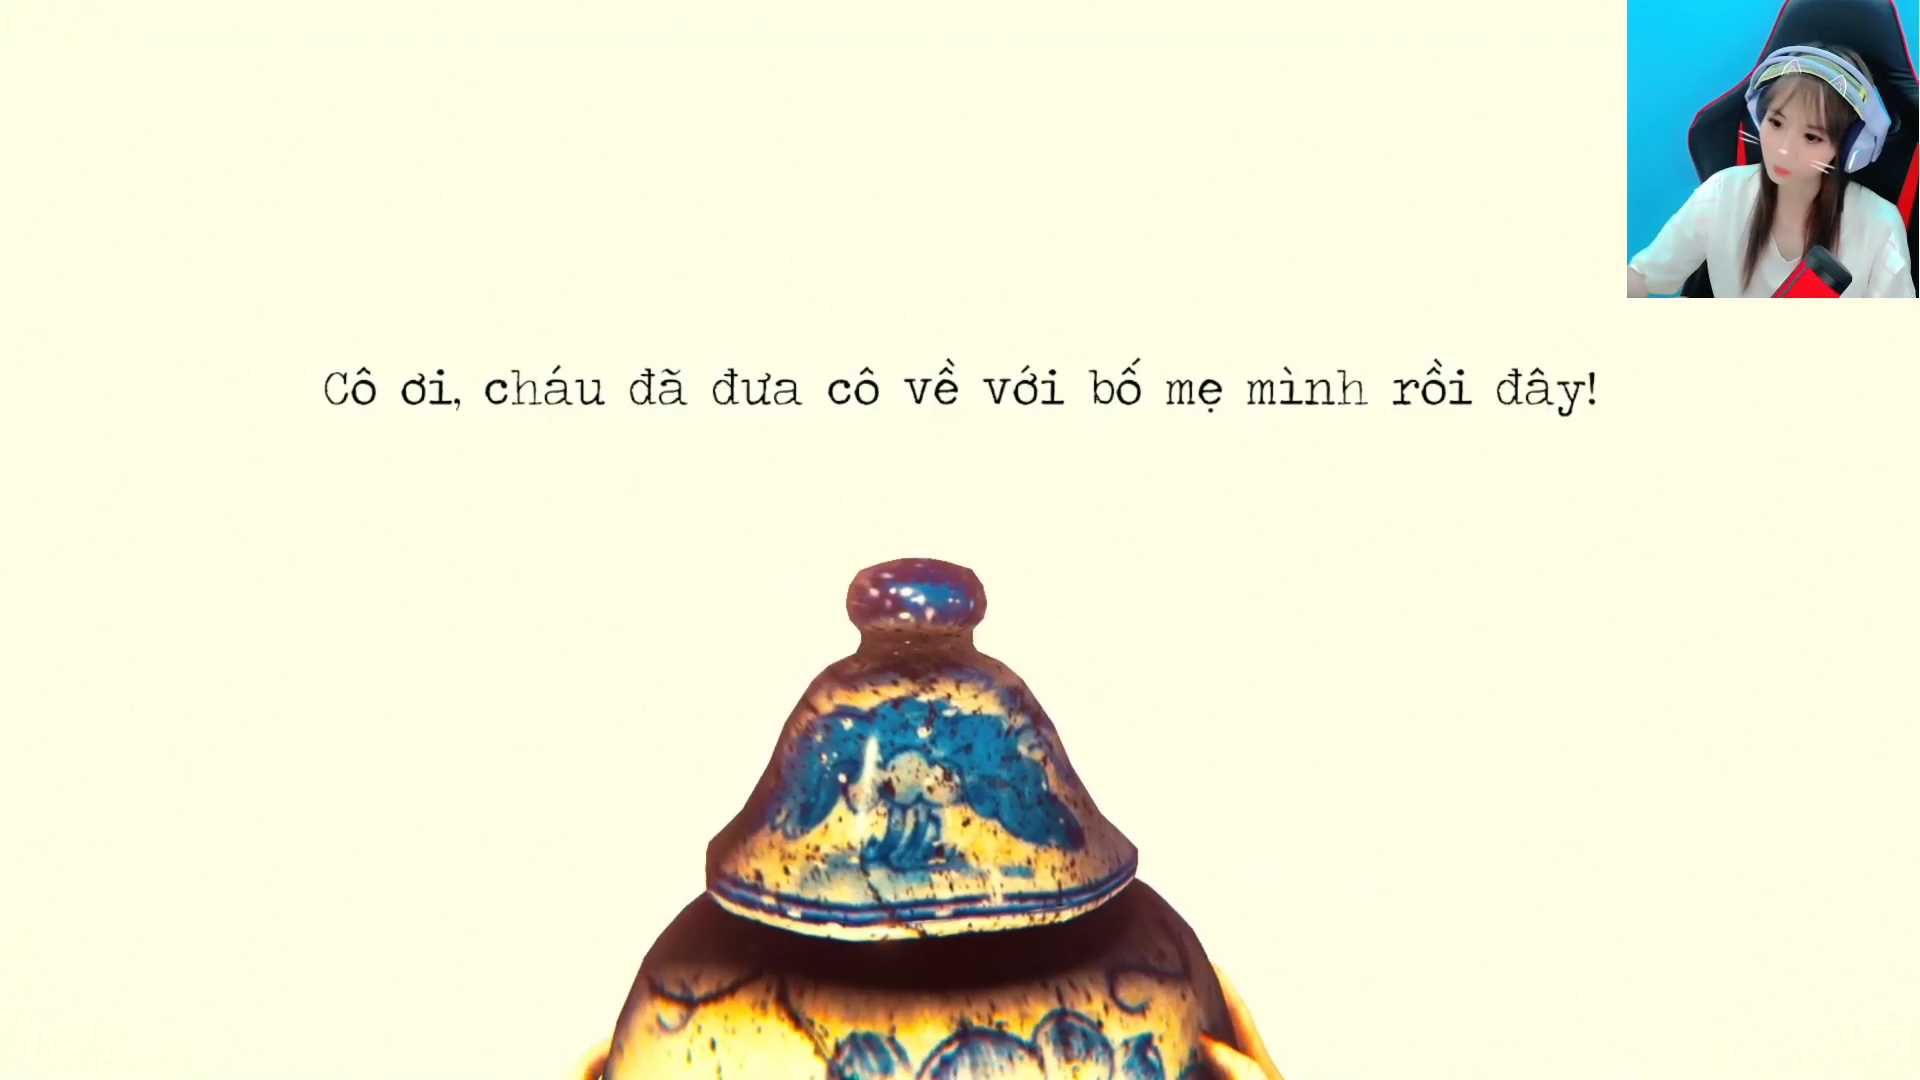 Cô ơi, cháu đã đưa cô về với bố mẹ mình rồi đây!